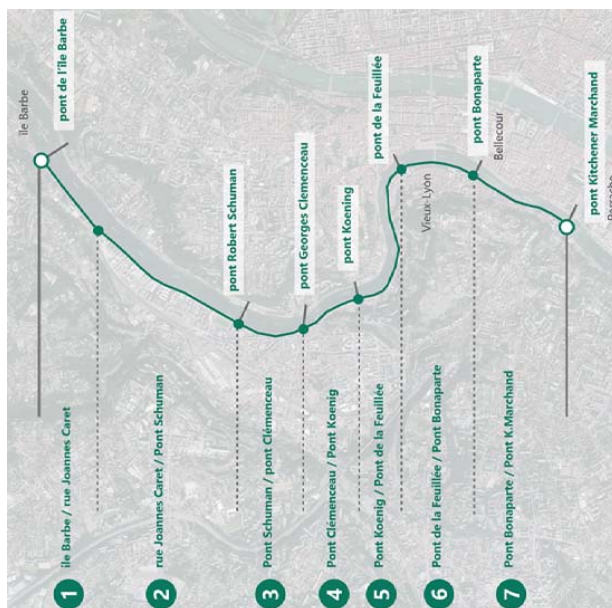 île Barbe
pont de l'île Barbe
pont Robert Schuman
pont Georges Clemenceau
pont Koening
pont de la Feuillée
Vieux-Lyon
pont Bonaparte
Bellecour
pont Kitchener Marchand
Perrache
1 île Barbe / rue Joannes Caret
2 rue Joannes Caret / Pont Schuman
3 Pont Schuman / pont Clémenceau
4 Pont Clémenceau / Pont Koenig
5 Pont Koenig / Pont de la Feuillée
6 Pont de la Feuillée / Pont Bonaparte
7 Pont Bonaparte / Pont K.Marchand